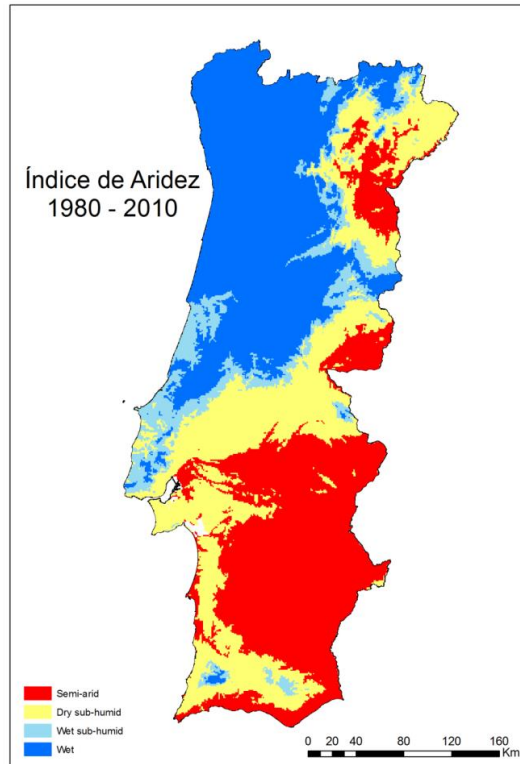 Índice de Aridez
1980 - 2010
Semi-arid
Dry sub-humid
Wet sub-humid
Wet
0 20 40 80 120 160
Km